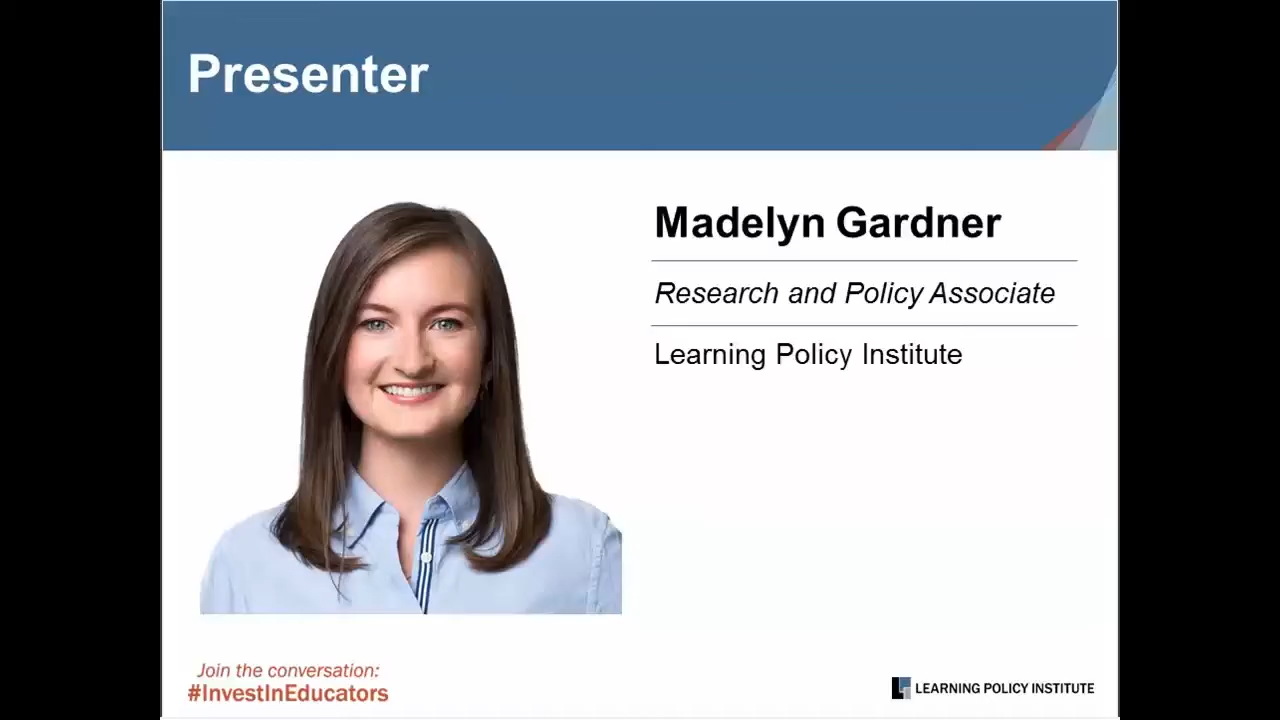 Presenter
Madelyn Gardner
Research and Policy Associate
Learning Policy Institute
Join the conversation:
#InvestInEducators
LEARNING POLICY INSTITUTE